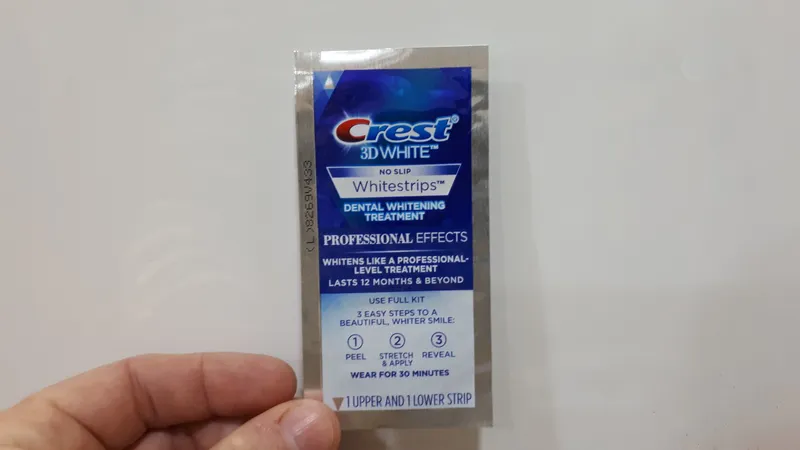 Crest®
3D WHITE™
NO SLIP
Whitestrips™
DENTAL WHITENING
TREATMENT
PROFESSIONAL EFFECTS
WHITENS LIKE A PROFESSIONAL-
LEVEL TREATMENT
LASTS 12 MONTHS & BEYOND
USE FULL KIT
3 EASY STEPS TO A
BEAUTIFUL, WHITER SMILE:
1 2 3
PEEL STRETCH REVEAL
& APPLY
WEAR FOR 30 MINUTES
1 UPPER AND 1 LOWER STRIP
(L)8269V433